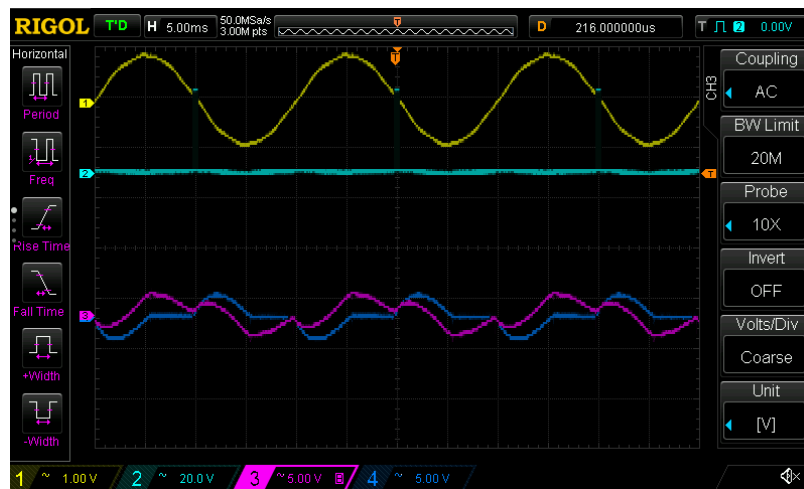 RIGOL T'D H 5.00ms 50.0MSa/s 3.00M pts T D 216.000000us T 2 0.00V
Horizontal
Period
Freq
Rise Time
Fall Time
+Width
-Width
T
1
2
T
3
CH3
Coupling
AC
BW Limit
20M
Probe
10X
Invert
OFF
Volts/Div
Coarse
Unit
[V]
1 ~ 1.00 V 2 ~ 20.0 V 3 ~ 5.00 V B 4 ~ 5.00 V